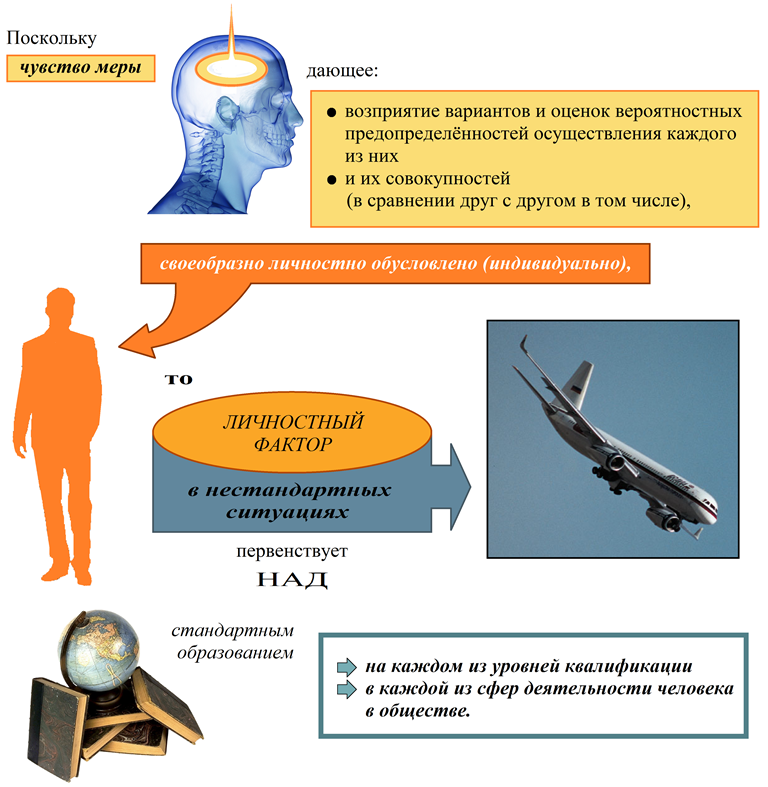 Поскольку
чувство меры
дающее:
● возприятие вариантов и оценок вероятностных
предопределённостей осуществления каждого
из них
● и их совокупностей
(в сравнении друг с другом в том числе),
своеобразно личностно обусловлено (индивидуально),
то
ЛИЧНОСТНЫЙ
ФАКТОР
в нестандартных
ситуациях
первенствует
НАД
стандартным
образованием
на каждом из уровней квалификации
в каждой из сфер деятельности человека
в обществе.